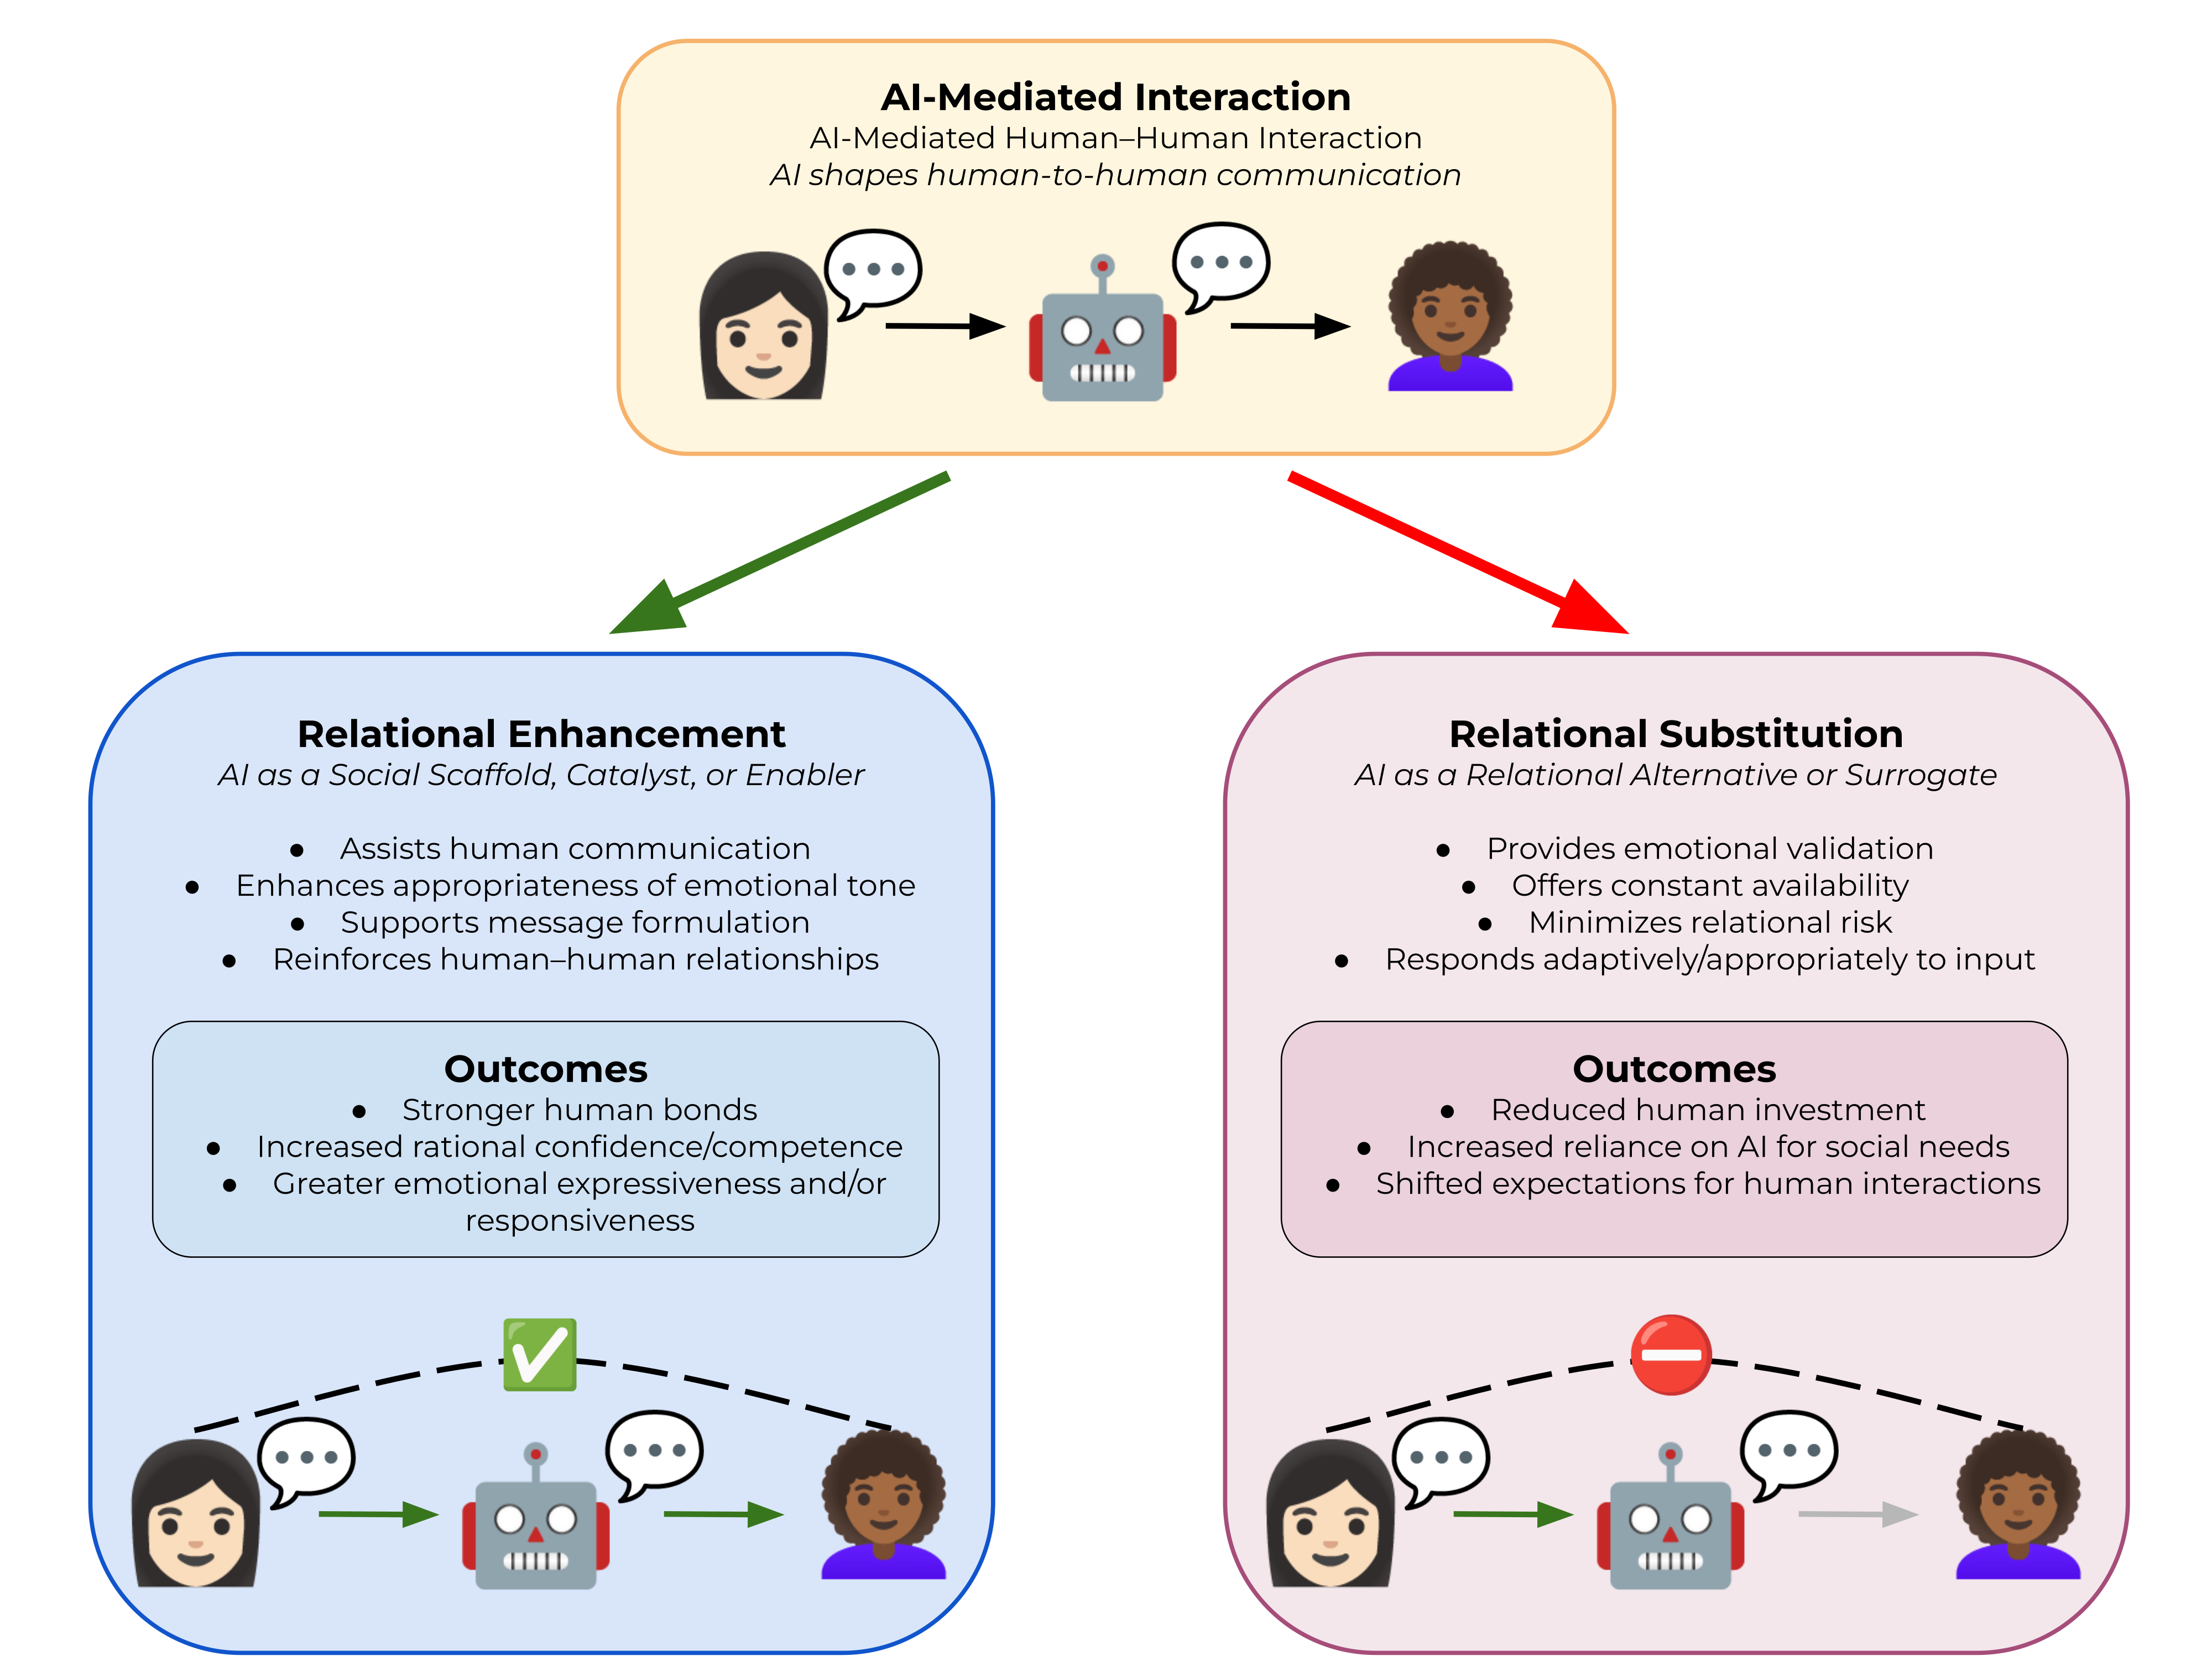 AI-Mediated Interaction
AI-Mediated Human–Human Interaction
AI shapes human-to-human communication
Relational Enhancement
AI as a Social Scaffold, Catalyst, or Enabler
● Assists human communication
● Enhances appropriateness of emotional tone
● Supports message formulation
● Reinforces human–human relationships
Outcomes
● Stronger human bonds
● Increased rational confidence/competence
● Greater emotional expressiveness and/or
responsiveness
Relational Substitution
AI as a Relational Alternative or Surrogate
● Provides emotional validation
● Offers constant availability
● Minimizes relational risk
● Responds adaptively/appropriately to input
Outcomes
● Reduced human investment
● Increased reliance on AI for social needs
● Shifted expectations for human interactions